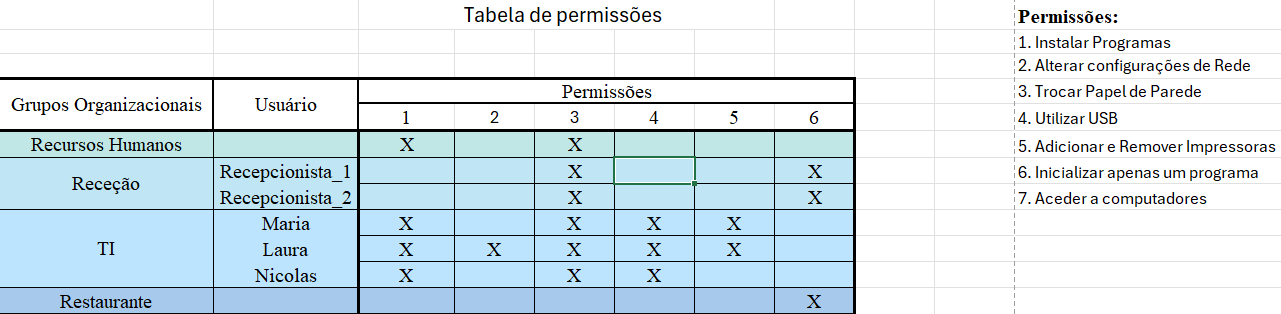 Tabela de permissões
Grupos Organizacionais Usuário Permissões
1 2 3 4 5 6
Recursos Humanos X X
Receção Recepcionista_1 X X
Recepcionista_2 X X
TI Maria X X X X
Laura X X X X X
Nicolas X X X
Restaurante X
Permissões:
1. Instalar Programas
2. Alterar configurações de Rede
3. Trocar Papel de Parede
4. Utilizar USB
5. Adicionar e Remover Impressoras
6. Inicializar apenas um programa
7. Aceder a computadores